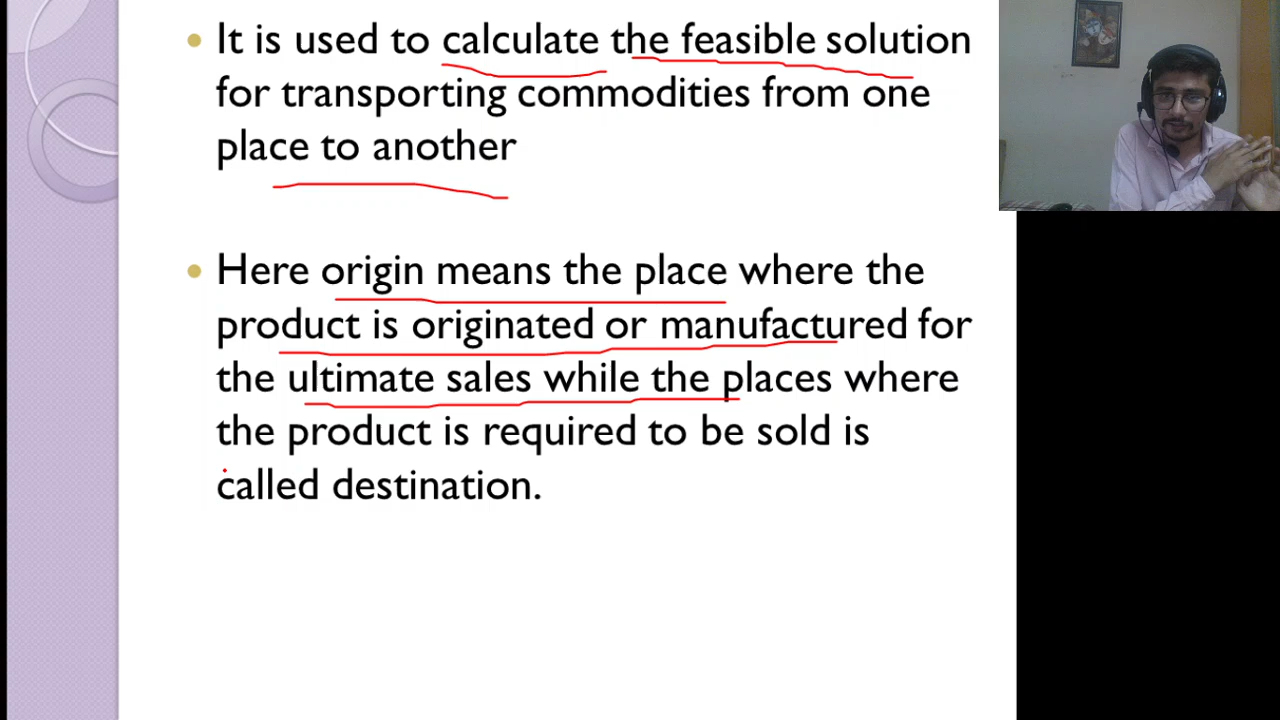 It is used to calculate the feasible solution
for transporting commodities from one
place to another
Here origin means the place where the
product is originated or manufactured for
the ultimate sales while the places where
the product is required to be sold is
called destination.